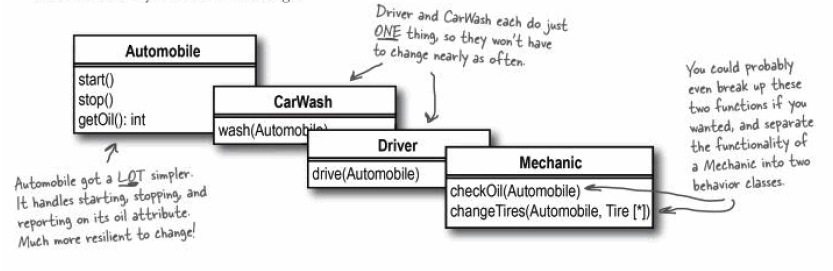 Driver and CarWash each do just
ONE thing, so they won't have
to change nearly as often.
Automobile
start()
stop()
getOil(): int
CarWash
wash(Automobile)
Driver
drive(Automobile)
Mechanic
checkOil(Automobile)
changeTires(Automobile, Tire [*])
You could probably
even break up these
two functions if you
wanted, and separate
the functionality of
a Mechanic into two
behavior classes.
Automobile got a LOT simpler.
It handles starting, stopping, and
reporting on its oil attribute.
Much more resilient to change!